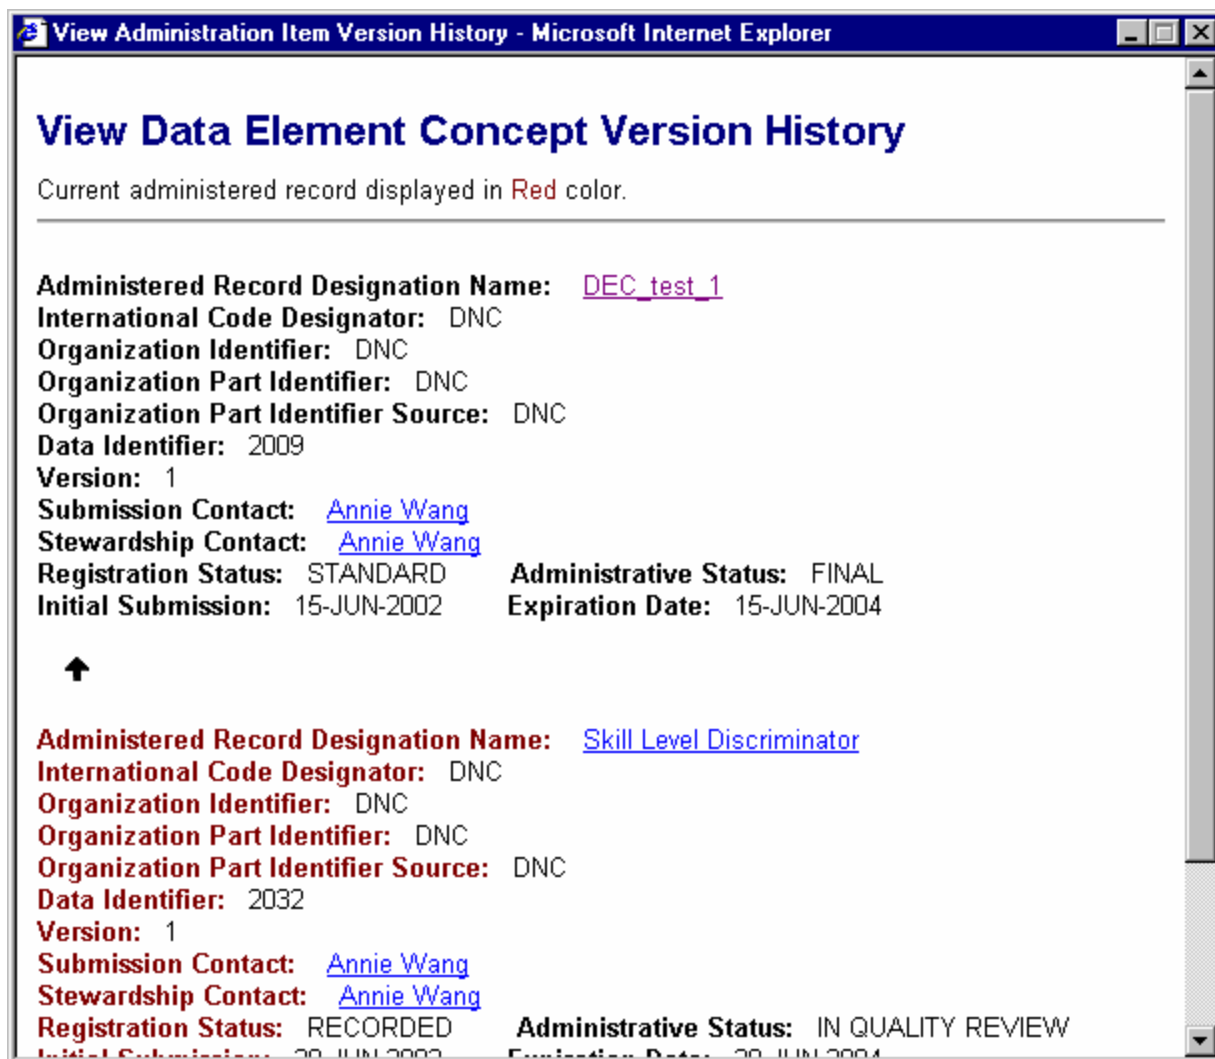 View Administration Item Version History - Microsoft Internet Explorer
View Data Element Concept Version History
Current administered record displayed in Red color.
Administered Record Designation Name: DEC_test_1
International Code Designator: DNC
Organization Identifier: DNC
Organization Part Identifier: DNC
Organization Part Identifier Source: DNC
Data Identifier: 2009
Version: 1
Submission Contact: Annie Wang
Stewardship Contact: Annie Wang
Registration Status: STANDARD Administrative Status: FINAL
Initial Submission: 15-JUN-2002 Expiration Date: 15-JUN-2004
Administered Record Designation Name: Skill Level Discriminator
International Code Designator: DNC
Organization Identifier: DNC
Organization Part Identifier: DNC
Organization Part Identifier Source: DNC
Data Identifier: 2032
Version: 1
Submission Contact: Annie Wang
Stewardship Contact: Annie Wang
Registration Status: RECORDED Administrative Status: IN QUALITY REVIEW
Initial Submission: Expiration Date: